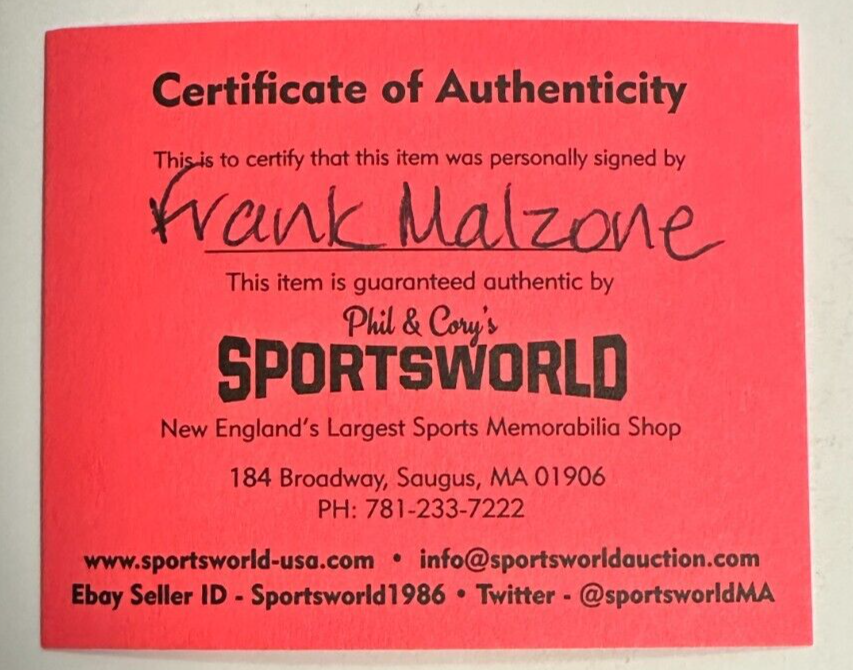 Certificate of Authenticity
This is to certify that this item was personally signed by
Frank Malzone
This item is guaranteed authentic by
Phil & Cory's
SPORTSWORLD
New England's Largest Sports Memorabilia Shop
184 Broadway, Saugus, MA 01906
PH: 781-233-7222
www.sportsworld-usa.com • info@sportsworldauction.com
Ebay Seller ID - Sportsworld1986 • Twitter - @sportsworldMA